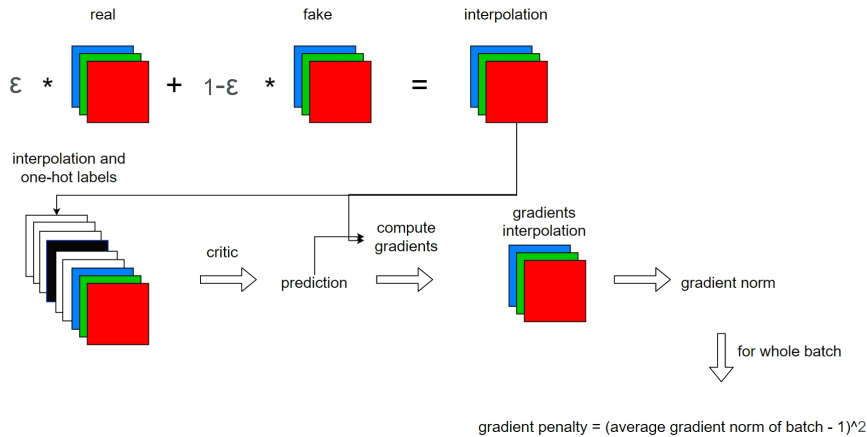 real
fake
interpolation
ε * + 1-ε * =
interpolation and
one-hot labels
compute
gradients
gradients
interpolation
critic
prediction
gradient norm
for whole batch
gradient penalty = (average gradient norm of batch - 1)^2